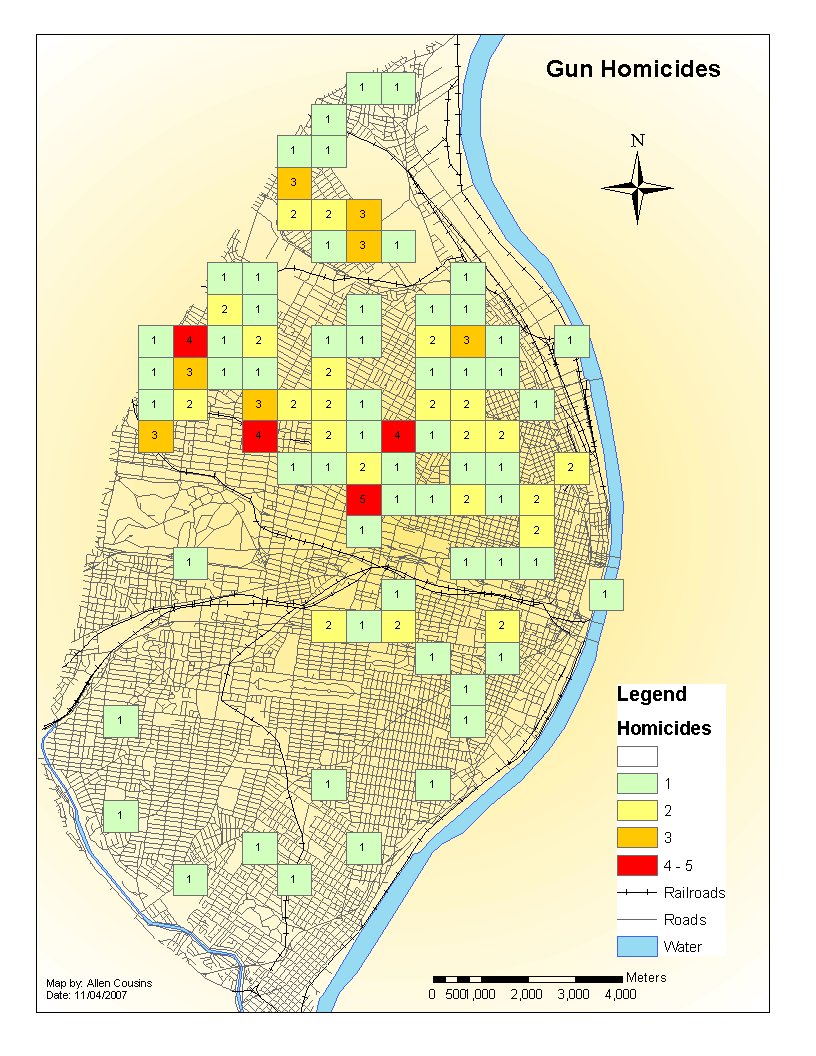 Gun Homicides
N
1 1
1
1 1
3
2 2 3
1 3 1
1 1 1
2 1 1 1 1
1 4 1 2 1 1 2 3 1 1
1 3 1 1 2 1 1 1
1 2 3 2 2 1 2 2 1
3 4 2 1 4 1 2 2
1 1 2 1 1 1 2
5 1 1 2 1 2
1 2
1 1 1 1
1 1
2 1 2 2
1 1
1
1 1
1 1
1
1 1
1 1
Legend
Homicides
1
2
3
4 - 5
Railroads
Roads
Water
Meters
0 500 1,000 2,000 3,000 4,000
Map by: Allen Cousins
Date: 11/04/2007